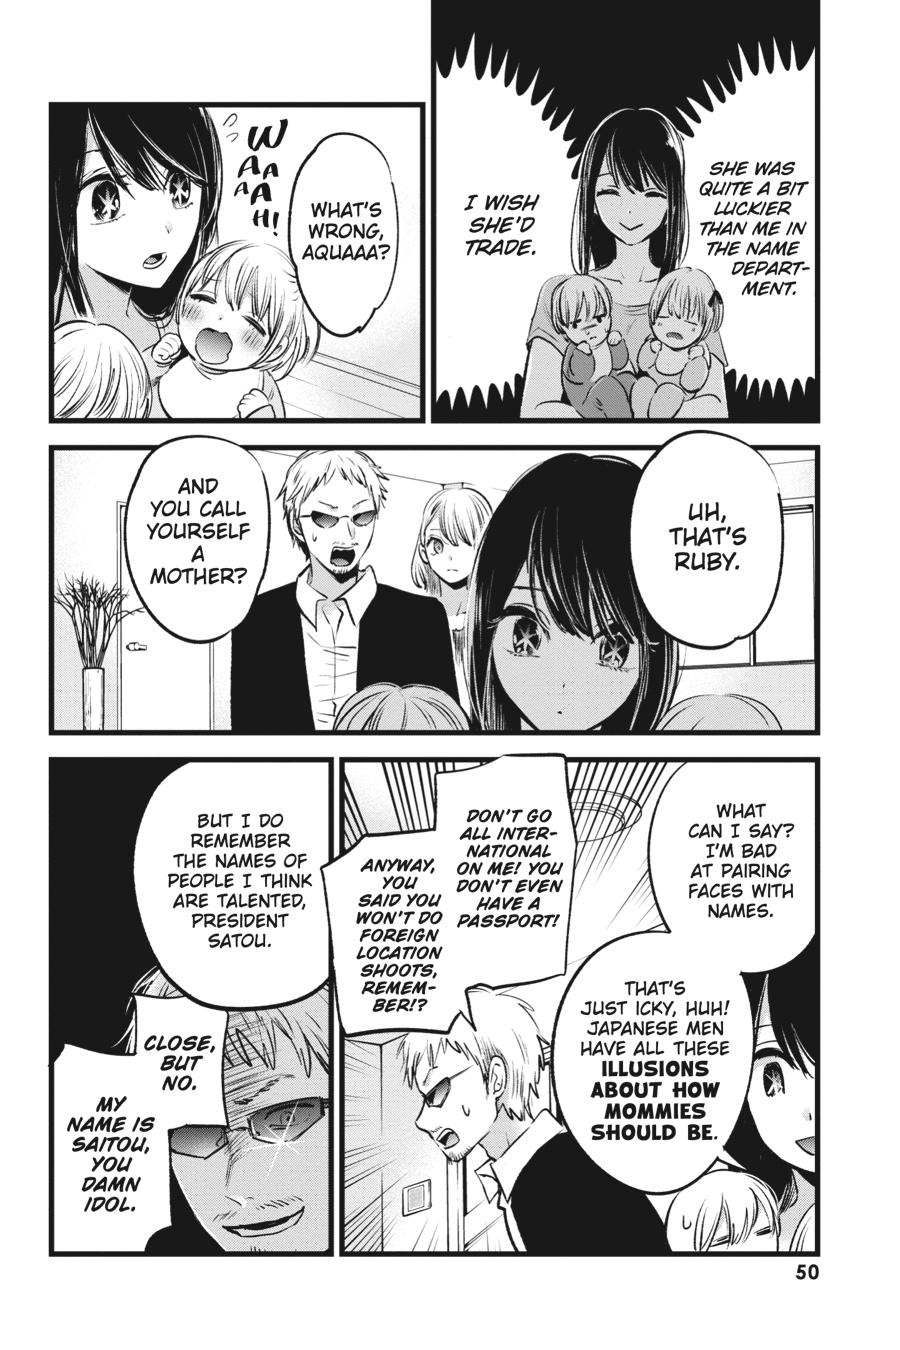 SHE WAS
QUITE A BIT
LUCKIER
THAN ME IN
THE NAME
DEPART-
MENT.
I WISH
SHE'D
TRADE.
WHAT'S
WRONG,
AQUAAA?
WAAAAH!
UH,
THAT'S
RUBY.
AND
YOU CALL
YOURSELF
A
MOTHER?
WHAT
CAN I SAY?
I'M BAD
AT PAIRING
FACES WITH
NAMES.
THAT'S
JUST ICKY, HUH!
JAPANESE MEN
HAVE ALL THESE
ILLUSIONS
ABOUT HOW
MOMMIES
SHOULD BE.
DON'T GO
ALL INTER-
NATIONAL
ON ME! YOU
DON'T EVEN
HAVE A
PASSPORT!
ANYWAY,
YOU
SAID YOU
WON'T DO
FOREIGN
LOCATION
SHOOTS,
REMEM-
BER!?
BUT I DO
REMEMBER
THE NAMES OF
PEOPLE I THINK
ARE TALENTED,
PRESIDENT
SATOU.
CLOSE,
BUT
NO.
MY
NAME IS
SAITOU,
YOU
DAMN
IDOL.
50